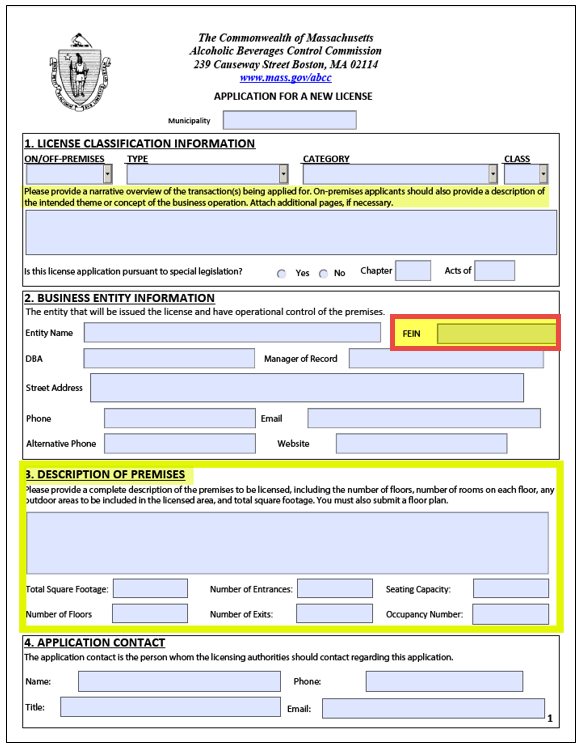 The Commonwealth of Massachusetts
Alcoholic Beverages Control Commission
239 Causeway Street Boston, MA 02114
www.mass.gov/abcc
APPLICATION FOR A NEW LICENSE
Municipality
1. LICENSE CLASSIFICATION INFORMATION
ON/OFF-PREMISES TYPE CATEGORY CLASS
Please provide a narrative overview of the transaction(s) being applied for. On-premises applicants should also provide a description of
the intended theme or concept of the business operation. Attach additional pages, if necessary.
Is this license application pursuant to special legislation? Yes No Chapter Acts of
2. BUSINESS ENTITY INFORMATION
The entity that will be issued the license and have operational control of the premises.
Entity Name FEIN
DBA Manager of Record
Street Address
Phone Email
Alternative Phone Website
3. DESCRIPTION OF PREMISES
Please provide a complete description of the premises to be licensed, including the number of floors, number of rooms on each floor, any
outdoor areas to be included in the licensed area, and total square footage. You must also submit a floor plan.
Total Square Footage: Number of Entrances: Seating Capacity:
Number of Floors Number of Exits: Occupancy Number:
4. APPLICATION CONTACT
The application contact is the person whom the licensing authorities should contact regarding this application.
Name: Phone:
Title: Email:
1